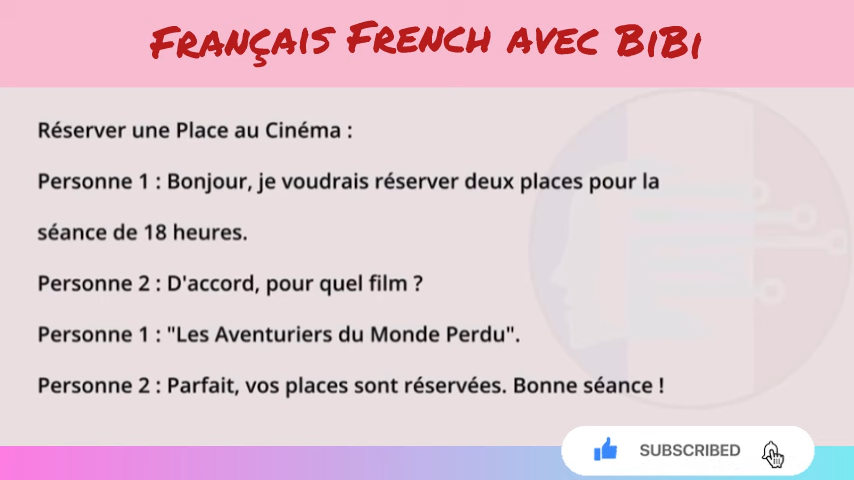 Français French avec BiBi
Réserver une Place au Cinéma :
Personne 1 : Bonjour, je voudrais réserver deux places pour la
séance de 18 heures.
Personne 2 : D'accord, pour quel film ?
Personne 1 : "Les Aventuriers du Monde Perdu".
Personne 2 : Parfait, vos places sont réservées. Bonne séance !
SUBSCRIBED